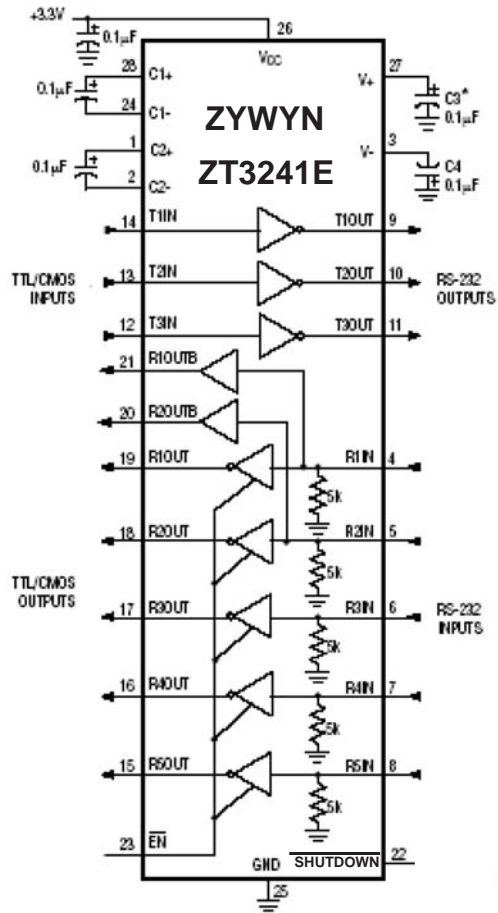 +3.3V
0.1µF
26
VCC
28 C1+
0.1µF
24 C1-
V+ 27
C3*
0.1µF
ZYWYN
ZT3241E
1 C2+
0.1µF
2 C2-
V- 3
C4
0.1µF
14 T1IN T1OUT 9
TTL/CMOS
INPUTS
13 T2IN T2OUT 10
RS-232
OUTPUTS
12 T3IN T3OUT 11
21 R1OUTB
20 R2OUTB
19 R1OUT R1IN 4
5k
18 R2OUT R2IN 5
5k
TTL/CMOS
OUTPUTS
17 R3OUT R3IN 6
RS-232
INPUTS
5k
16 R4OUT R4IN 7
5k
15 R5OUT R5IN 8
5k
23 EN
GND
SHUTDOWN 22
25